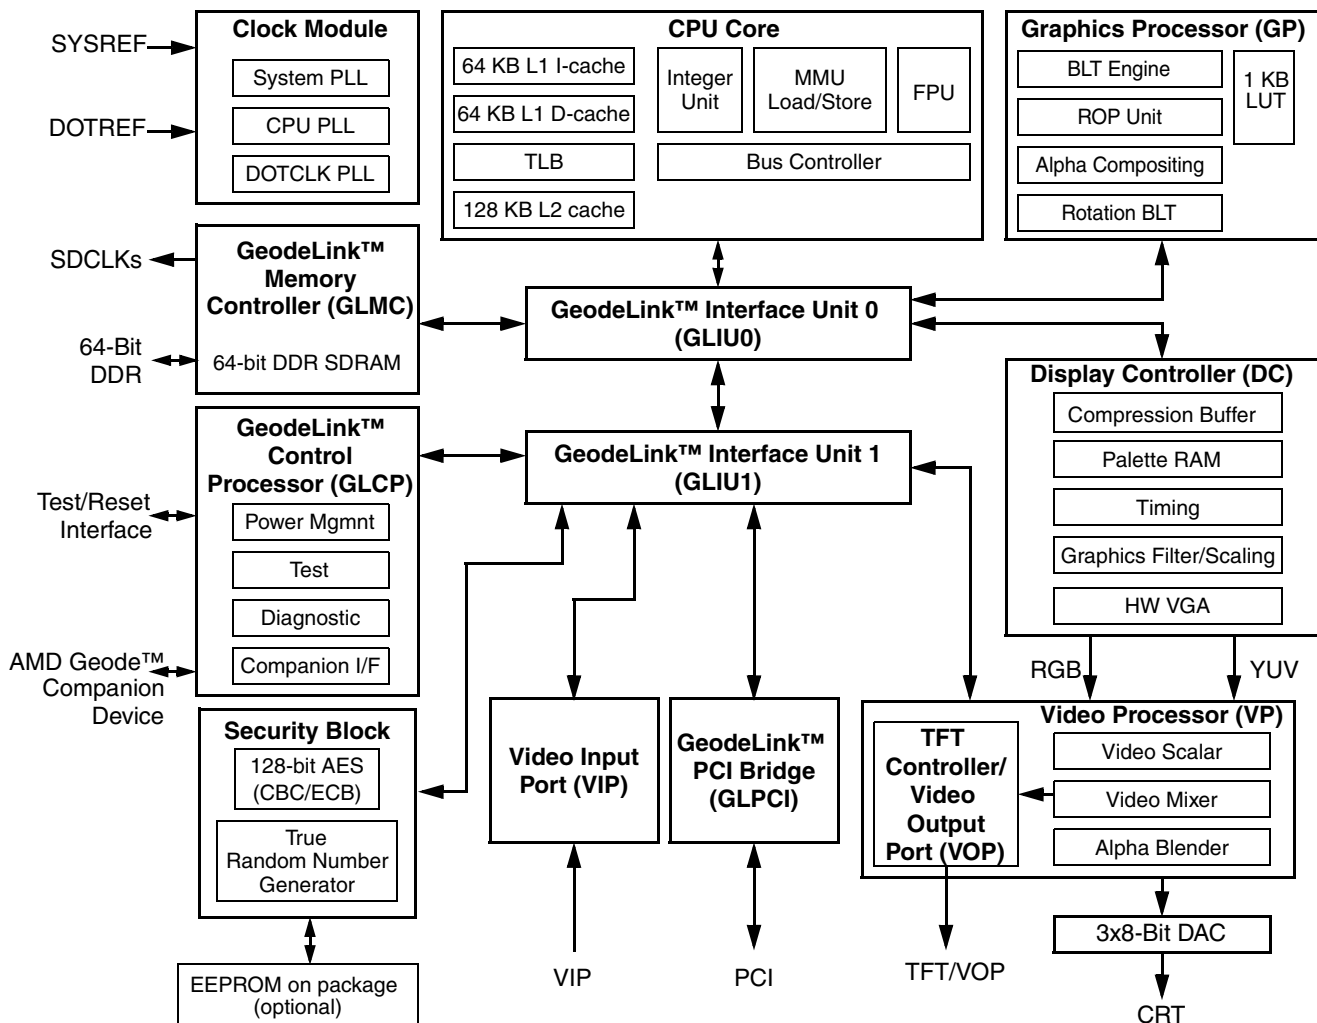 SYSREF
DOTREF
Clock Module
System PLL
CPU PLL
DOTCLK PLL
CPU Core
64 KB L1 I-cache
64 KB L1 D-cache
TLB
128 KB L2 cache
Integer
Unit
MMU
Load/Store
FPU
Bus Controller
Graphics Processor (GP)
BLT Engine
ROP Unit
Alpha Compositing
Rotation BLT
1 KB
LUT
SDCLKs
64-Bit
DDR
GeodeLink™
Memory
Controller (GLMC)
64-bit DDR SDRAM
GeodeLink™ Interface Unit 0
(GLIU0)
Display Controller (DC)
Compression Buffer
Palette RAM
Timing
Graphics Filter/Scaling
HW VGA
Test/Reset
Interface
AMD Geode™
Companion
Device
GeodeLink™
Control
Processor (GLCP)
Power Mgmnt
Test
Diagnostic
Companion I/F
GeodeLink™ Interface Unit 1
(GLIU1)
RGB
YUV
Security Block
128-bit AES
(CBC/ECB)
True
Random Number
Generator
Video Input
Port (VIP)
GeodeLink™
PCI Bridge
(GLPCI)
Video Processor (VP)
TFT
Controller/
Video
Output
Port (VOP)
Video Scalar
Video Mixer
Alpha Blender
3x8-Bit DAC
EEPROM on package
(optional)
VIP
PCI
TFT/VOP
CRT